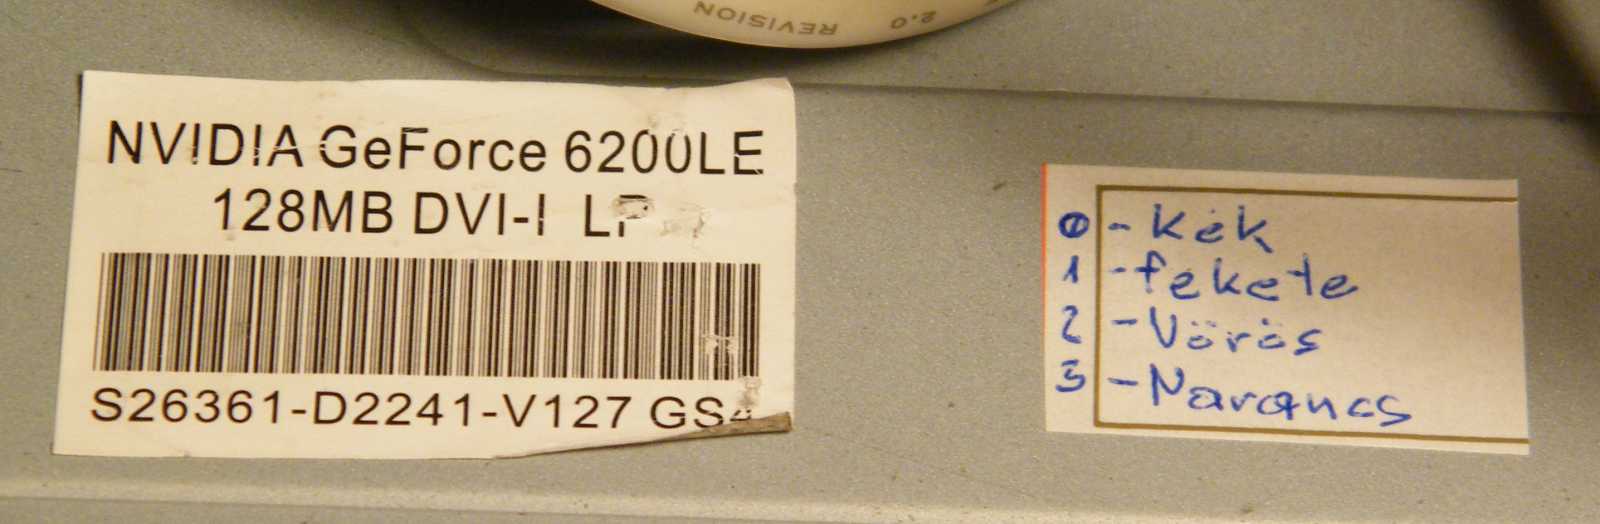 REVISION 2.0
NVIDIA GeForce 6200LE
128MB DVI-I LP
S26361-D2241-V127 GS4
0 - Kék
1 - fekete
2 - Vörös
3 - Narancs